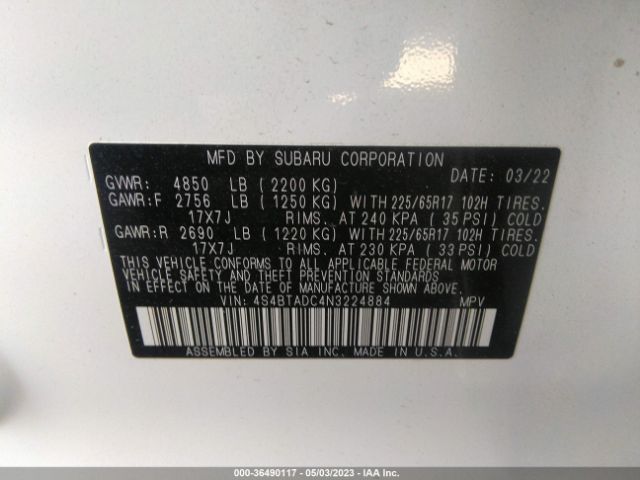 MFD BY SUBARU CORPORATION
DATE: 03/22
GVWR: 4850 LB (2200 KG)
GAWR:F 2756 LB (1250 KG) WITH 225/65R17 102H TIRES.
17X7J RIMS. AT 240 KPA (35 PSI) COLD
GAWR:R 2690 LB (1220 KG) WITH 225/65R17 102H TIRES.
17X7J RIMS. AT 230 KPA (33 PSI) COLD
THIS VEHICLE CONFORMS TO ALL APPLICABLE FEDERAL MOTOR
VEHICLE SAFETY AND THEFT PREVENTION STANDARDS
IN EFFECT ON THE DATE OF MANUFACTURE SHOWN ABOVE.
VIN: 4S4BTADC4N3224884 MPV
ASSEMBLED BY SIA INC. MADE IN U.S.A.
000-36490117 - 05/03/2023 - IAA Inc.